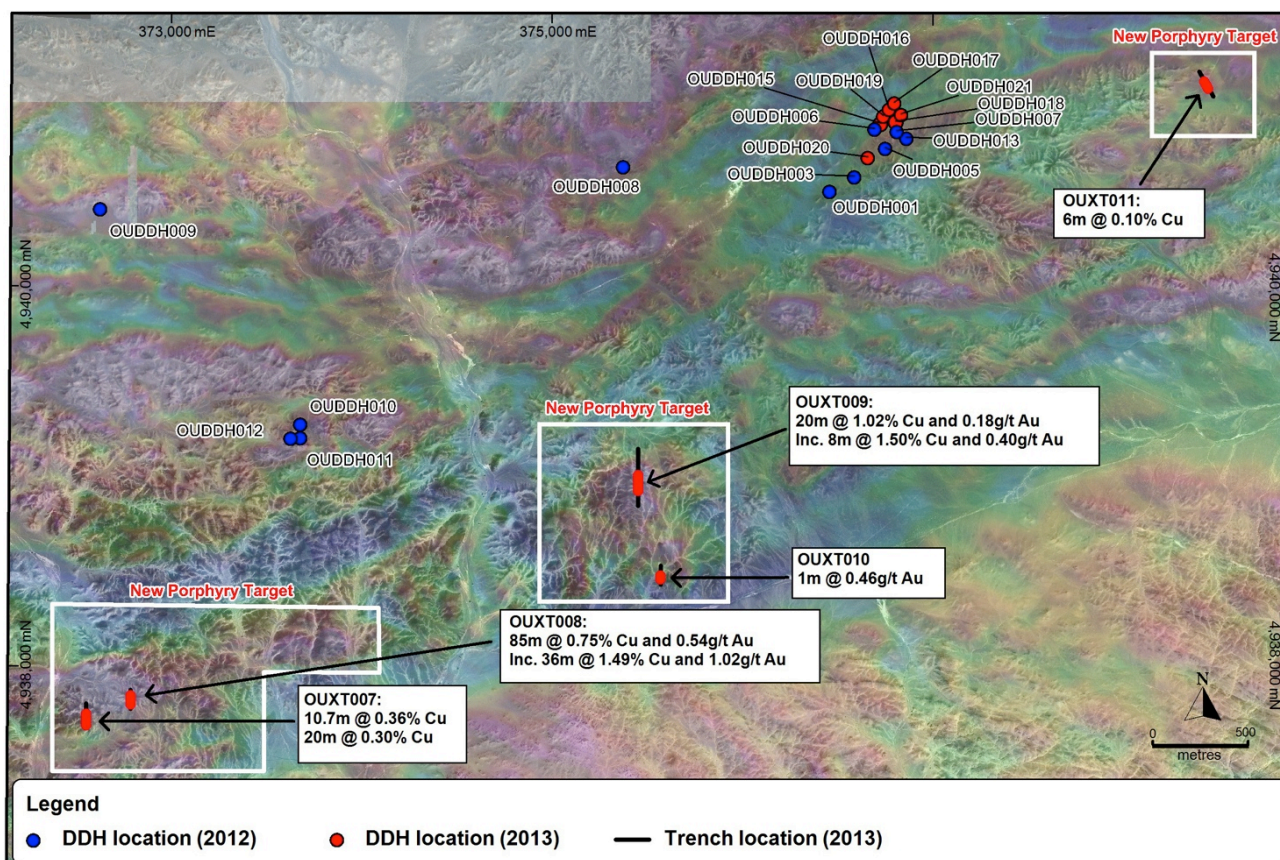 373,000 mE
375,000 mE
New Porphyry Target
OUDDH016
OUDDH017
OUDDH015
OUDDH019
OUDDH021
OUDDH018
OUDDH006
OUDDH007
OUDDH013
OUDDH020
OUDDH008
OUDDH003
OUDDH005
OUDDH001
OUXT011:
6m @ 0.10% Cu
OUDDH009
4,940,000 mN
4,940,000 mN
OUDDH010
OUDDH012
OUDDH011
New Porphyry Target
OUXT009:
20m @ 1.02% Cu and 0.18g/t Au
Inc. 8m @ 1.50% Cu and 0.40g/t Au
OUXT010
1m @ 0.46g/t Au
New Porphyry Target
OUXT008:
85m @ 0.75% Cu and 0.54g/t Au
Inc. 36m @ 1.49% Cu and 1.02g/t Au
4,938,000 mN
4,938,000 mN
OUXT007:
10.7m @ 0.36% Cu
20m @ 0.30% Cu
N
0 500
metres
Legend
DDH location (2012)
DDH location (2013)
Trench location (2013)